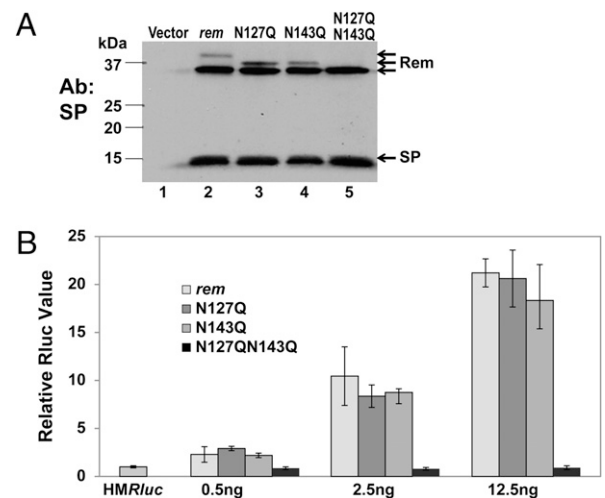 A
Vector rem N127Q N143Q N127Q
N143Q
kDa
37
25
20
15
Ab:
SP
Rem
SP
1 2 3 4 5
B
Relative Rluc Value
25
20
15
10
5
0
rem
N127Q
N143Q
N127QN143Q
HMRluc 0.5ng 2.5ng 12.5ng